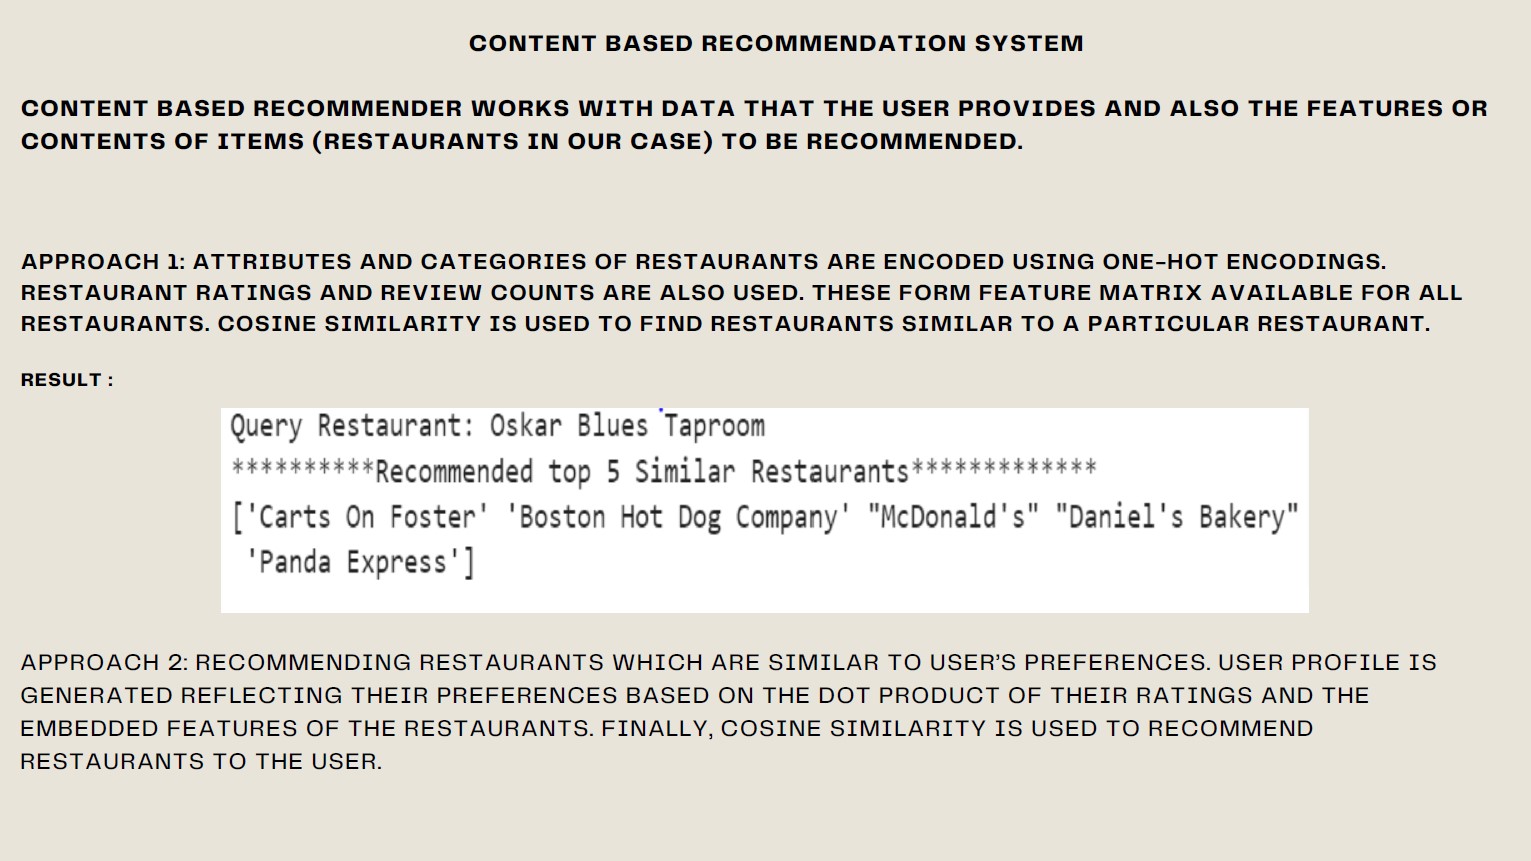 CONTENT BASED RECOMMENDATION SYSTEM
CONTENT BASED RECOMMENDER WORKS WITH DATA THAT THE USER PROVIDES AND ALSO THE FEATURES OR
CONTENTS OF ITEMS (RESTAURANTS IN OUR CASE) TO BE RECOMMENDED.
APPROACH 1: ATTRIBUTES AND CATEGORIES OF RESTAURANTS ARE ENCODED USING ONE-HOT ENCODINGS.
RESTAURANT RATINGS AND REVIEW COUNTS ARE ALSO USED. THESE FORM FEATURE MATRIX AVAILABLE FOR ALL
RESTAURANTS. COSINE SIMILARITY IS USED TO FIND RESTAURANTS SIMILAR TO A PARTICULAR RESTAURANT.
RESULT :
Query Restaurant: Oskar Blues Taproom
**********Recommended top 5 Similar Restaurants*************
['Carts On Foster' 'Boston Hot Dog Company' "McDonald's" "Daniel's Bakery"
'Panda Express']
APPROACH 2: RECOMMENDING RESTAURANTS WHICH ARE SIMILAR TO USER’S PREFERENCES. USER PROFILE IS
GENERATED REFLECTING THEIR PREFERENCES BASED ON THE DOT PRODUCT OF THEIR RATINGS AND THE
EMBEDDED FEATURES OF THE RESTAURANTS. FINALLY, COSINE SIMILARITY IS USED TO RECOMMEND
RESTAURANTS TO THE USER.